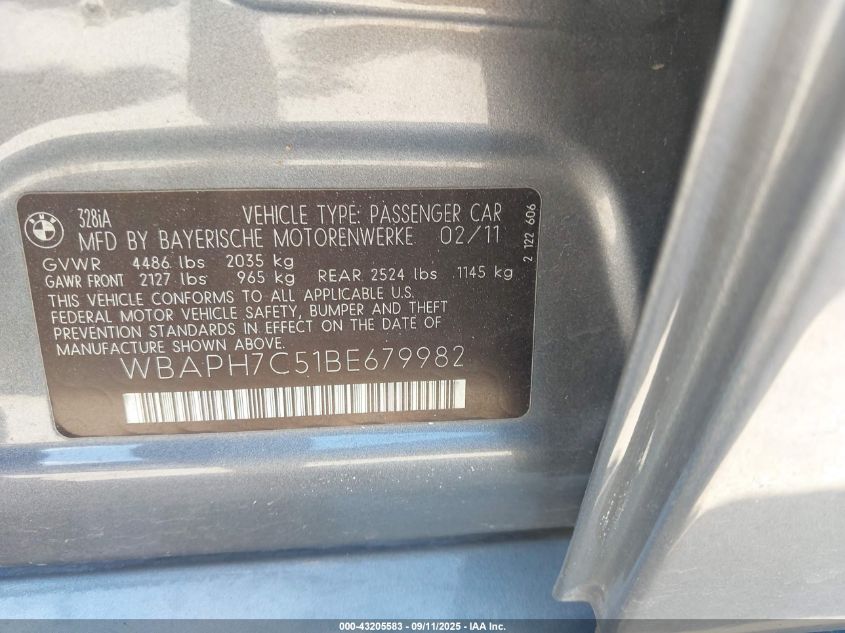 BMW
328iA VEHICLE TYPE: PASSENGER CAR
MFD BY BAYERISCHE MOTORENWERKE 02/11
GVWR 4486 lbs 2035 kg
GAWR FRONT 2127 lbs 965 kg REAR 2524 lbs 1145 kg
THIS VEHICLE CONFORMS TO ALL APPLICABLE U.S.
FEDERAL MOTOR VEHICLE SAFETY, BUMPER AND THEFT
PREVENTION STANDARDS IN EFFECT ON THE DATE OF
MANUFACTURE SHOWN ABOVE.
WBAPH7C51BE679982
2 122 606
000-43205583 - 09/11/2025 - IAA Inc.